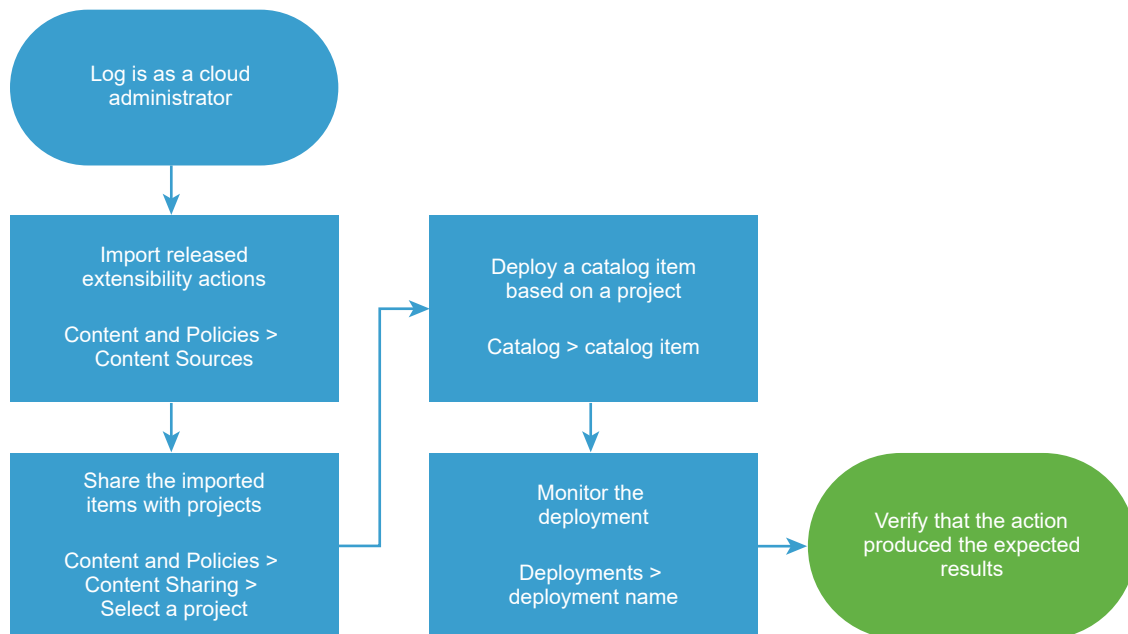 Log is as a cloud
administrator
Import released
extensibility actions
Content and Policies >
Content Sources
Share the imported
items with projects
Content and Policies >
Content Sharing >
Select a project
Deploy a catalog item
based on a project
Catalog > catalog item
Monitor the
deployment
Deployments >
deployment name
Verify that the action
produced the expected
results